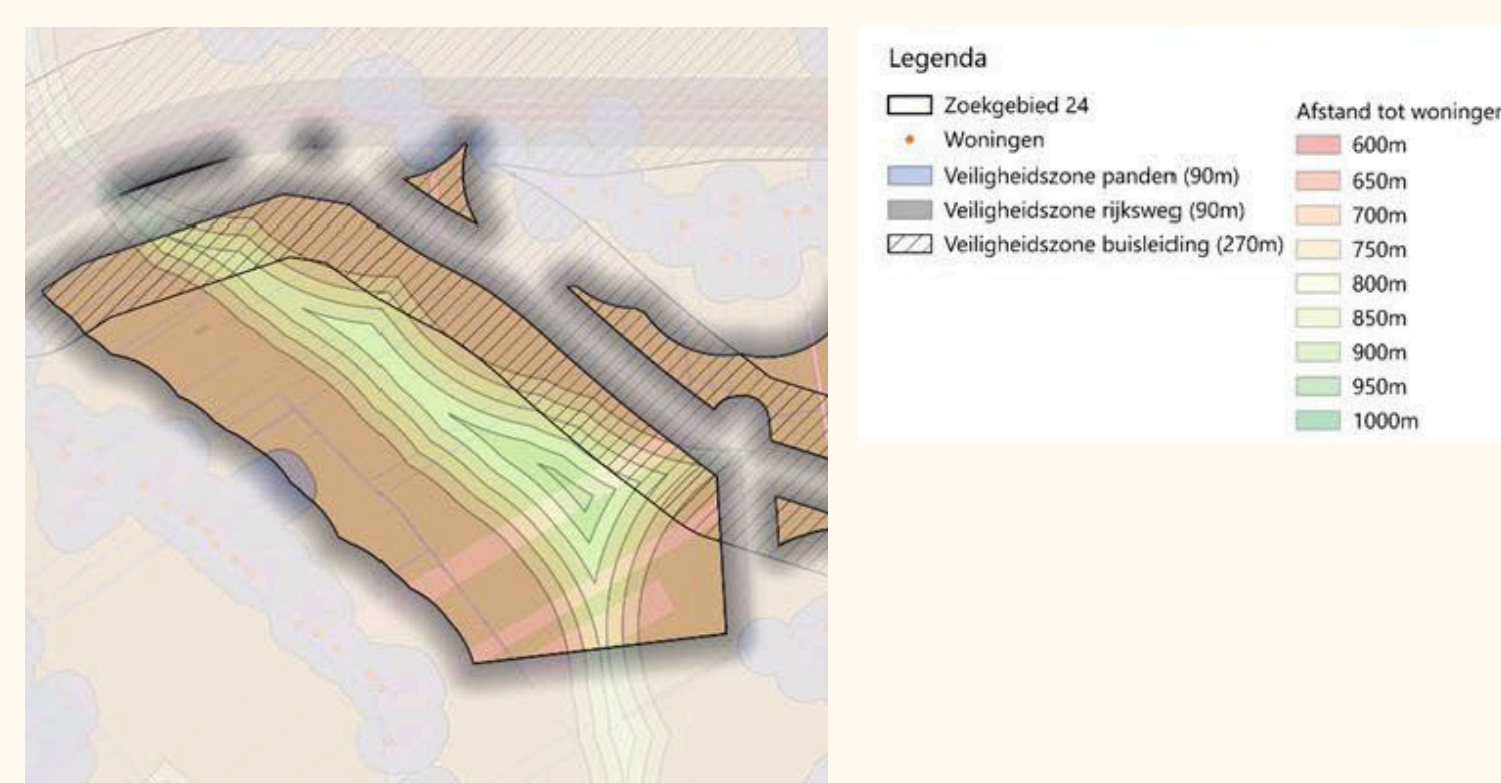 Legenda
Zoekgebied 24
Woningen
Veiligheidszone panden (90m)
Veiligheidszone rijksweg (90m)
Veiligheidszone buisleiding (270m)
Afstand tot woningen
600m
650m
700m
750m
800m
850m
900m
950m
1000m